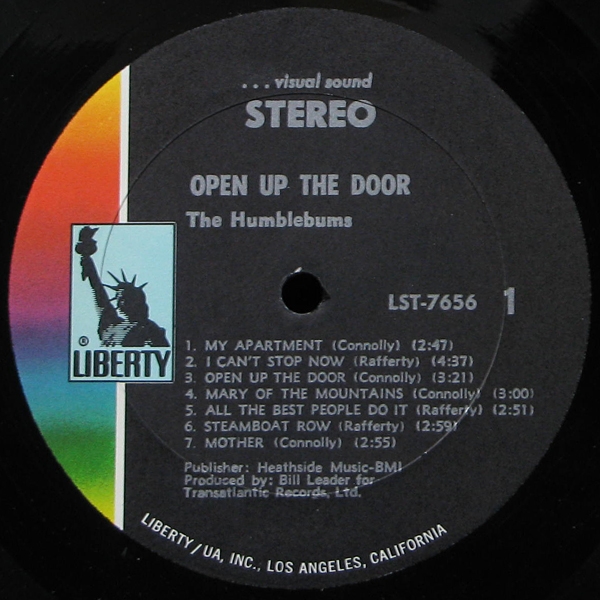 ...visual sound
STEREO
OPEN UP THE DOOR
The Humblebums
LST-7656 1
® LIBERTY
1. MY APARTMENT (Connolly) (2:47)
2. I CAN'T STOP NOW (Rafferty) (4:37)
3. OPEN UP THE DOOR (Connolly) (3:21)
4. MARY OF THE MOUNTAINS (Connolly) (3:00)
5. ALL THE BEST PEOPLE DO IT (Rafferty) (2:51)
6. STEAMBOAT ROW (Rafferty) (2:59)
7. MOTHER (Connolly) (2:55)
Publisher: Heathside Music-BMI
Produced by: Bill Leader for
Transatlantic Records, Ltd.
LIBERTY/UA, INC., LOS ANGELES, CALIFORNIA